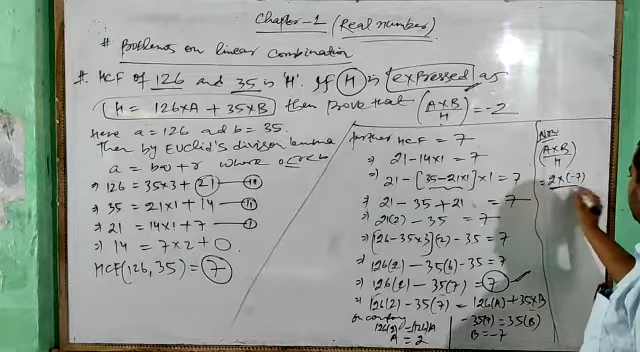 Chapter-1 (Real number)
# Problems on linear combination
#. HCF of 126 and 35 is 'H'. If H is expressed as
H = 126×A + 35×B then prove that (A×B/H) = -2
Here a = 126 ad b = 35.
Then by Euclid's division lemma
a = bq + r where 0≤r<b
⇒ 126 = 35×3 + 21
⇒ 35 = 21×1 + 14
⇒ 21 = 14×1 + 7
⇒ 14 = 7×2 + 0
HCF(126, 35) = 7
further HCF = 7
⇒ 21 - 14×1 = 7
⇒ 21 - [35 - 21×1]×1 = 7
⇒ 21 - 35 + 21 = 7
⇒ 21(2) - 35 = 7
⇒ [126 - 35×3](2) - 35 = 7
⇒ 126(2) - 35(6) - 35 = 7
⇒ 126(2) - 35(7) = 7
⇒ 126(2) - 35(7) = 126(A) + 35×B
126(2) = 126)A
A = 2
-35(7) = 35(B)
B = -7
Now
(A×B/H)
= 2×(-7)